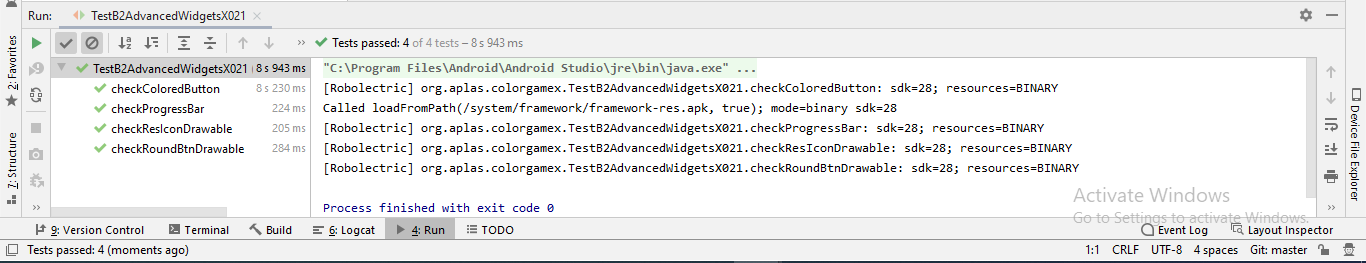 Run: TestB2AdvancedWidgetsX021
Tests passed: 4 of 4 tests – 8 s 943 ms
TestB2AdvancedWidgetsX021 8 s 943 ms
checkColoredButton 8 s 230 ms
checkProgressBar 224 ms
checkResIconDrawable 205 ms
checkRoundBtnDrawable 284 ms
"C:\Program Files\Android\Android Studio\jre\bin\java.exe" ...
[Robolectric] org.aplas.colorgamex.TestB2AdvancedWidgetsX021.checkColoredButton: sdk=28; resources=BINARY
Called loadFromPath(/system/framework/framework-res.apk, true); mode=binary sdk=28
[Robolectric] org.aplas.colorgamex.TestB2AdvancedWidgetsX021.checkProgressBar: sdk=28; resources=BINARY
[Robolectric] org.aplas.colorgamex.TestB2AdvancedWidgetsX021.checkResIconDrawable: sdk=28; resources=BINARY
[Robolectric] org.aplas.colorgamex.TestB2AdvancedWidgetsX021.checkRoundBtnDrawable: sdk=28; resources=BINARY
Process finished with exit code 0
2: Favorites
7: Structure
Device File Explorer
Activate Windows
Go to Settings to activate Windows.
9: Version Control Terminal Build 6: Logcat 4: Run TODO Event Log Layout Inspector
Tests passed: 4 (moments ago) 1:1 CRLF UTF-8 4 spaces Git: master